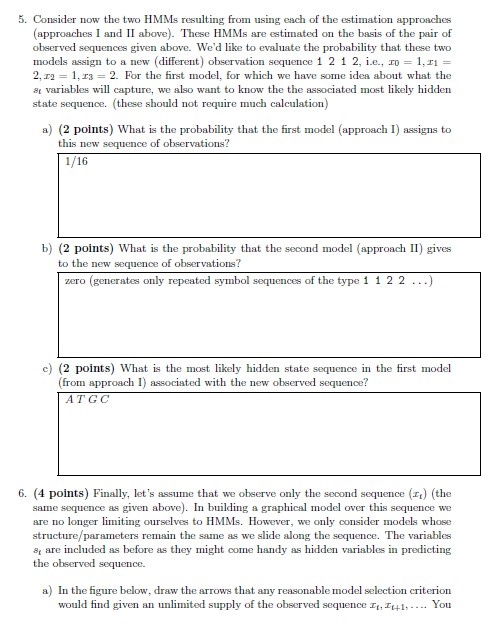 5. Consider now the two HMMs resulting from using each of the estimation approaches
(approaches I and II above). These HMMs are estimated on the basis of the pair of
observed sequences given above. We'd like to evaluate the probability that these two
models assign to a new (different) observation sequence 1 2 1 2, i.e., x₀ = 1, x₁ =
2, x₂ = 1, x₃ = 2. For the first model, for which we have some idea about what the
sₜ variables will capture, we also want to know the the associated most likely hidden
state sequence. (these should not require much calculation)
a) (2 points) What is the probability that the first model (approach I) assigns to
this new sequence of observations?
1/16
b) (2 points) What is the probability that the second model (approach II) gives
to the new sequence of observations?
zero (generates only repeated symbol sequences of the type 1 1 2 2 ...)
c) (2 points) What is the most likely hidden state sequence in the first model
(from approach I) associated with the new observed sequence?
A T G C
6. (4 points) Finally, let's assume that we observe only the second sequence (xₜ) (the
same sequence as given above). In building a graphical model over this sequence we
are no longer limiting ourselves to HMMs. However, we only consider models whose
structure/parameters remain the same as we slide along the sequence. The variables
sₜ are included as before as they might come handy as hidden variables in predicting
the observed sequence.
a) In the figure below, draw the arrows that any reasonable model selection criterion
would find given an unlimited supply of the observed sequence xₜ, xₜ₊₁, .... You